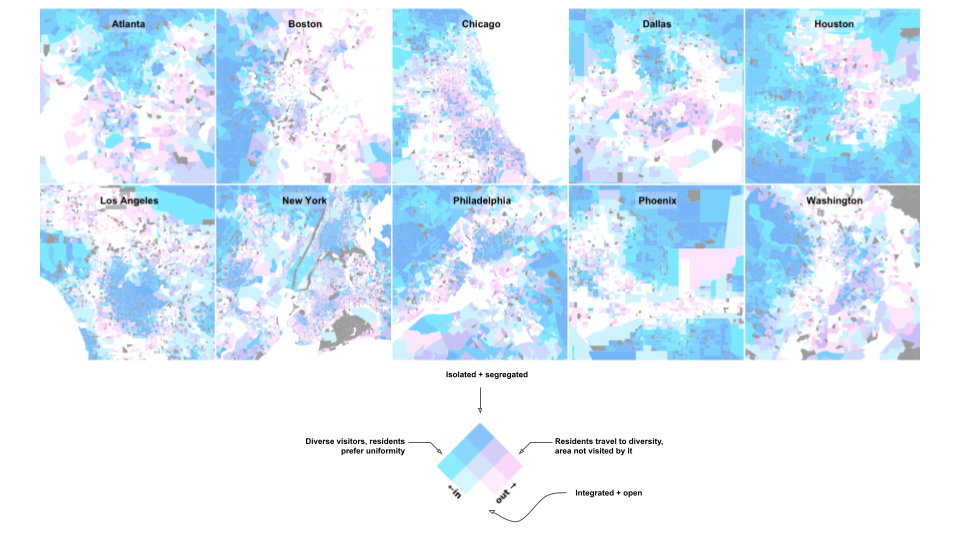 Atlanta
Boston
Chicago
Dallas
Houston
Los Angeles
New York
Philadelphia
Phoenix
Washington
Isolated + segregated
Diverse visitors, residents
prefer uniformity
Residents travel to diversity,
area not visited by it
←in
out→
Integrated + open